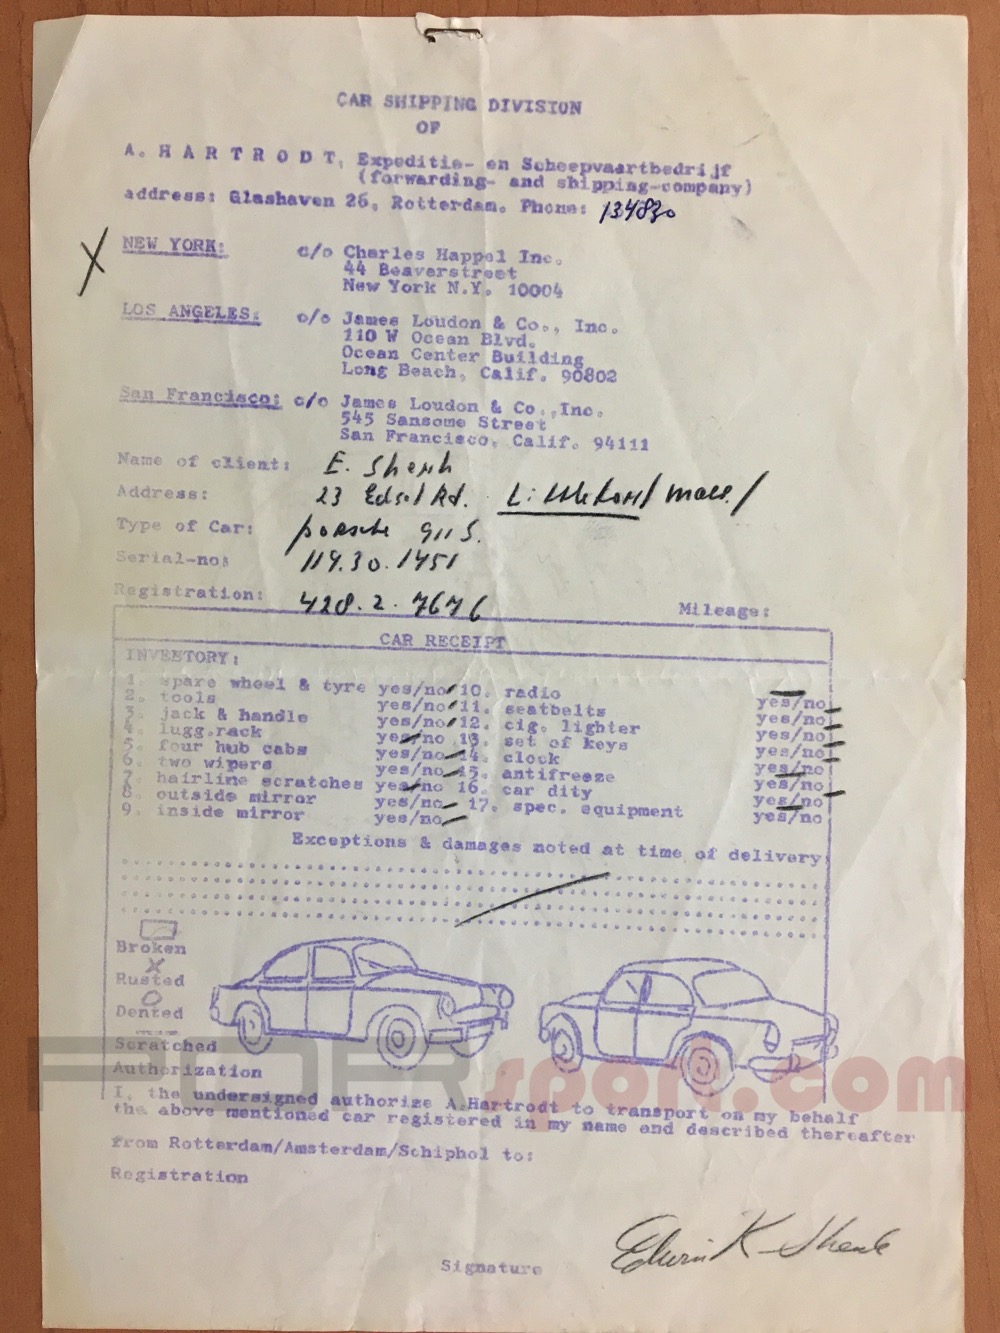 CAR SHIPPING DIVISION
OF
A. H A R T R O D T, Expeditie- en Scheepvaartbedrijf
(forwarding- and shipping-company)
address: Glashaven 26, Rotterdam. Phone: 134830
X NEW YORK: c/o Charles Happel Inc.
44 Beaverstreet
New York N.Y. 10004
LOS ANGELES: c/o James Loudon & Co., Inc.
110 W Ocean Blvd.
Ocean Center Building
Long Beach, Calif. 90802
San Francisco: c/o James Loudon & Co.,Inc.
545 Sansome Street
San Francisco, Calif. 94111
Name of client: E. Shenk
Address: 23 Edsel Rd. Littleton/ Mass./
Type of Car: Porsche 911 S.
Serial-no: 119.30.1451
Registration: 428.2.7676 Mileage:
CAR RECEIPT
INVENTORY:
1. spare wheel & tyre yes/no 10. radio yes/no
2. tools yes/no 11. seatbelts yes/no
3. jack & handle yes/no 12. cig. lighter yes/no
4. lugg.rack yes/no 13. set of keys yes/no
5. four hub cabs yes/no 14. clock yes/no
6. two wipers yes/no 15. antifreeze yes/no
7. hairline scratches yes/no 16. car dity yes/no
8. outside mirror yes/no 17. spec. equipment yes/no
9. inside mirror yes/no
Exceptions & damages noted at time of delivery
Broken
X
Rusted
O
Dented
Scratched
Authorization
I, the undersigned authorize A.Hartrodt to transport on my behalf
the above mentioned car registered in my name and described thereafter
from Rotterdam/Amsterdam/Schiphol to:
Registration
Signature Edwin K Shenk
sport.com